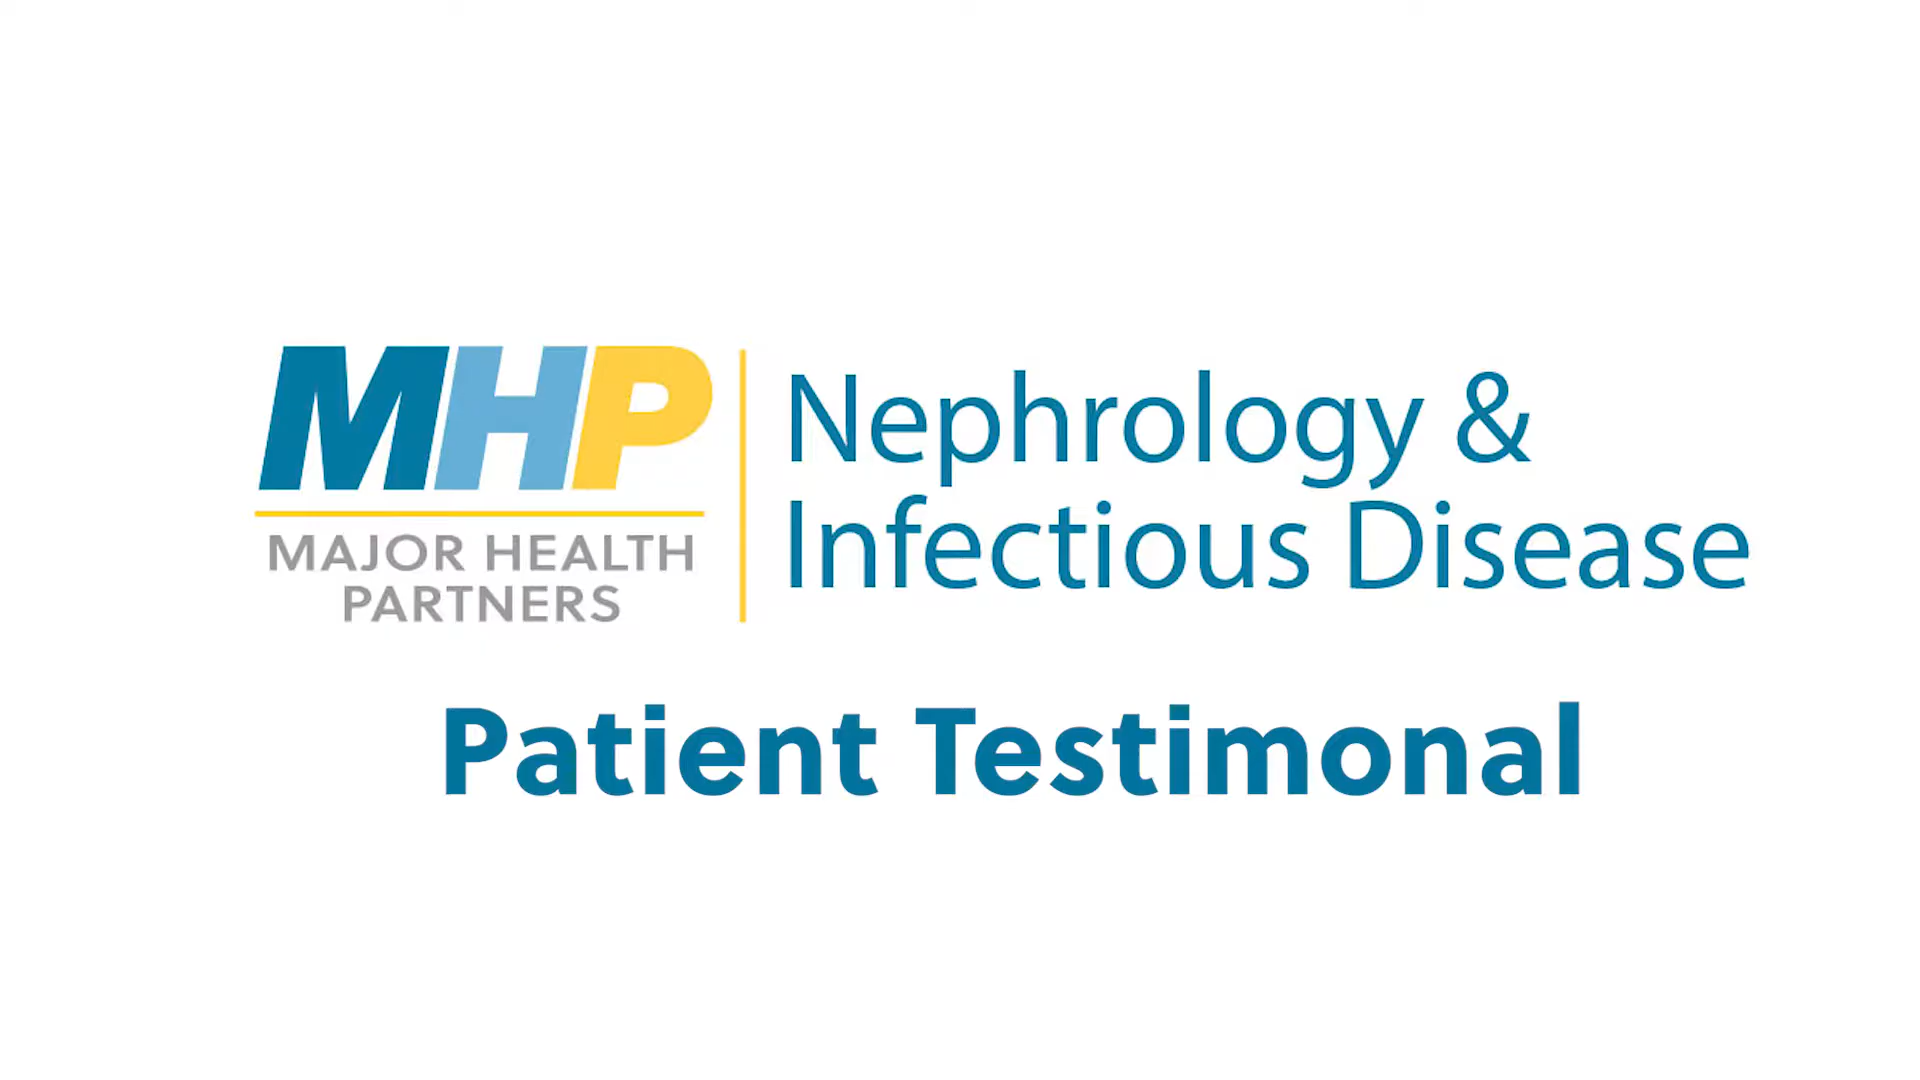 MHP
MAJOR HEALTH
PARTNERS
Nephrology &
Infectious Disease
Patient Testimonal